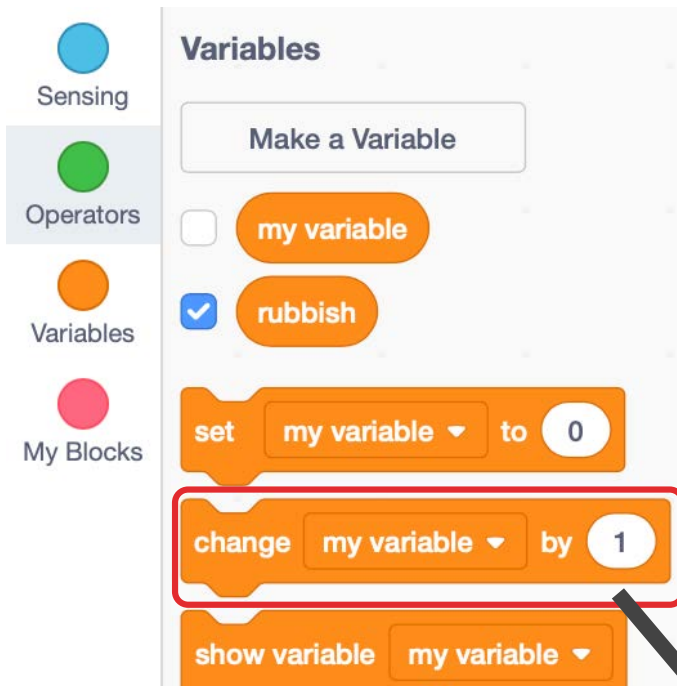 Variables
Sensing
Make a Variable
Operators
my variable
rubbish
Variables
set my variable to 0
My Blocks
change my variable by 1
show variable my variable